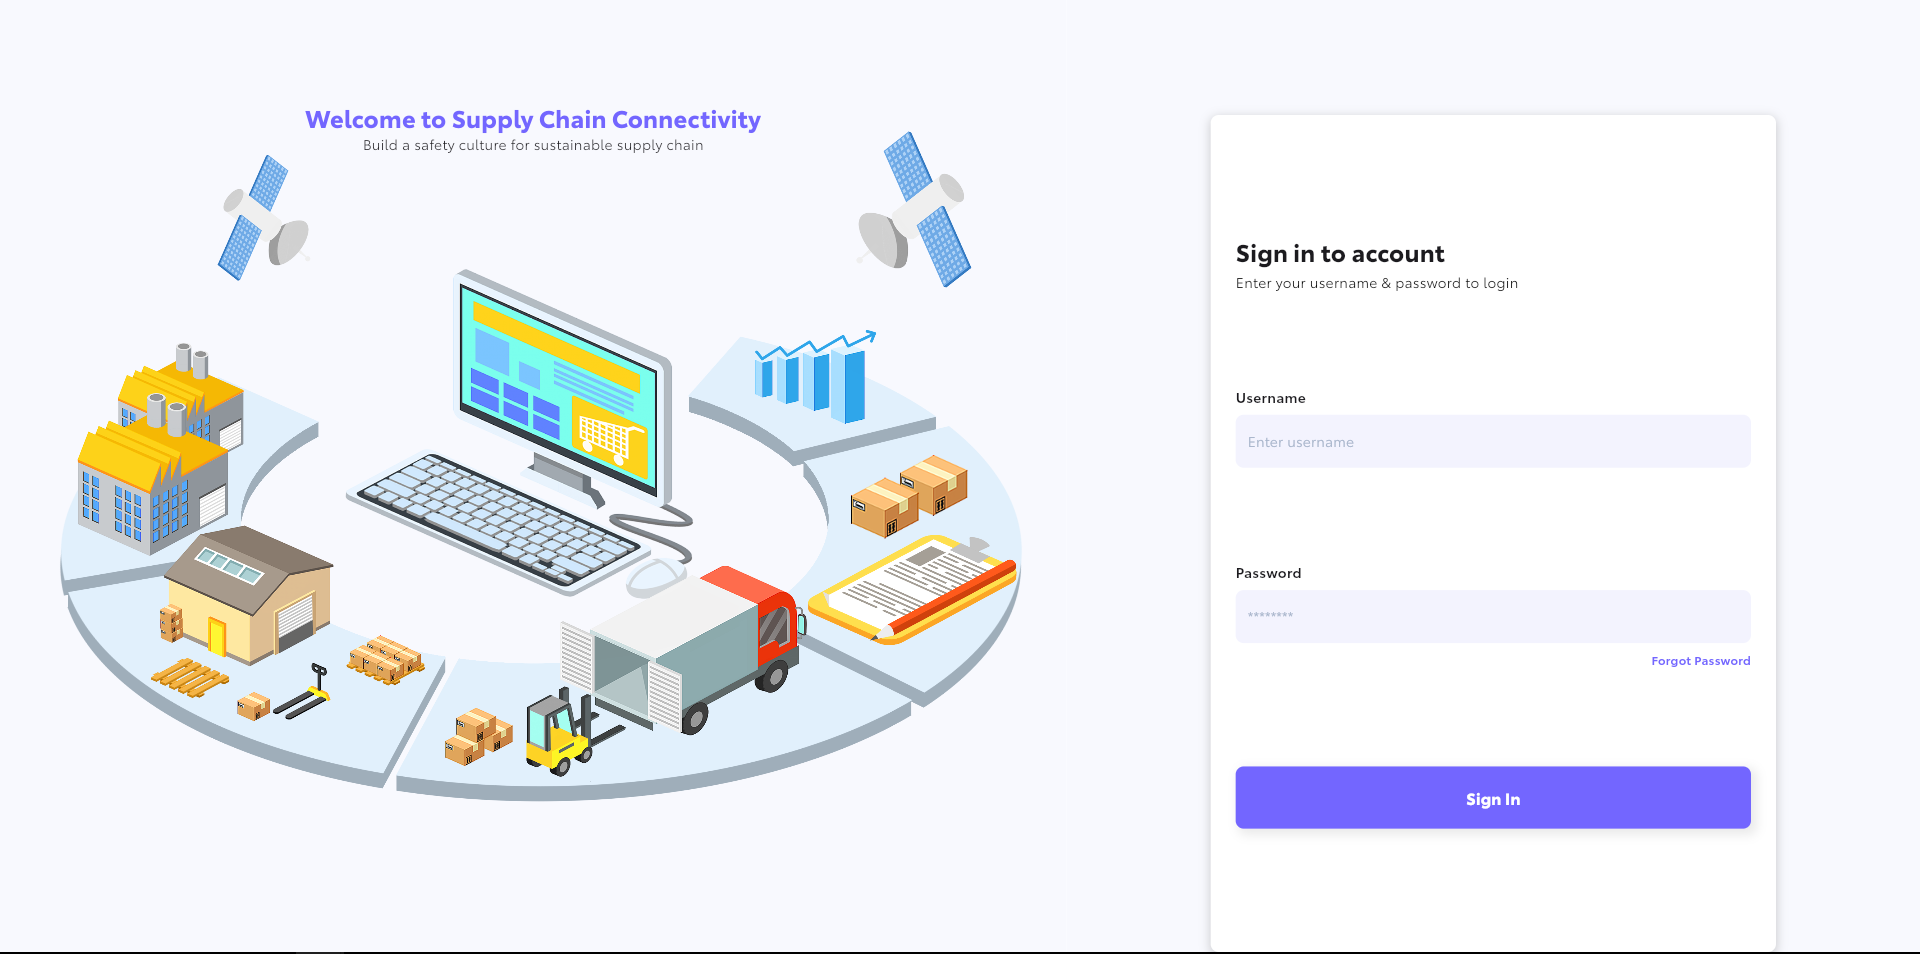 Welcome to Supply Chain Connectivity
Build a safety culture for sustainable supply chain
Sign in to account
Enter your username & password to login
Username
Enter username
Password
********
Forgot Password
Sign In